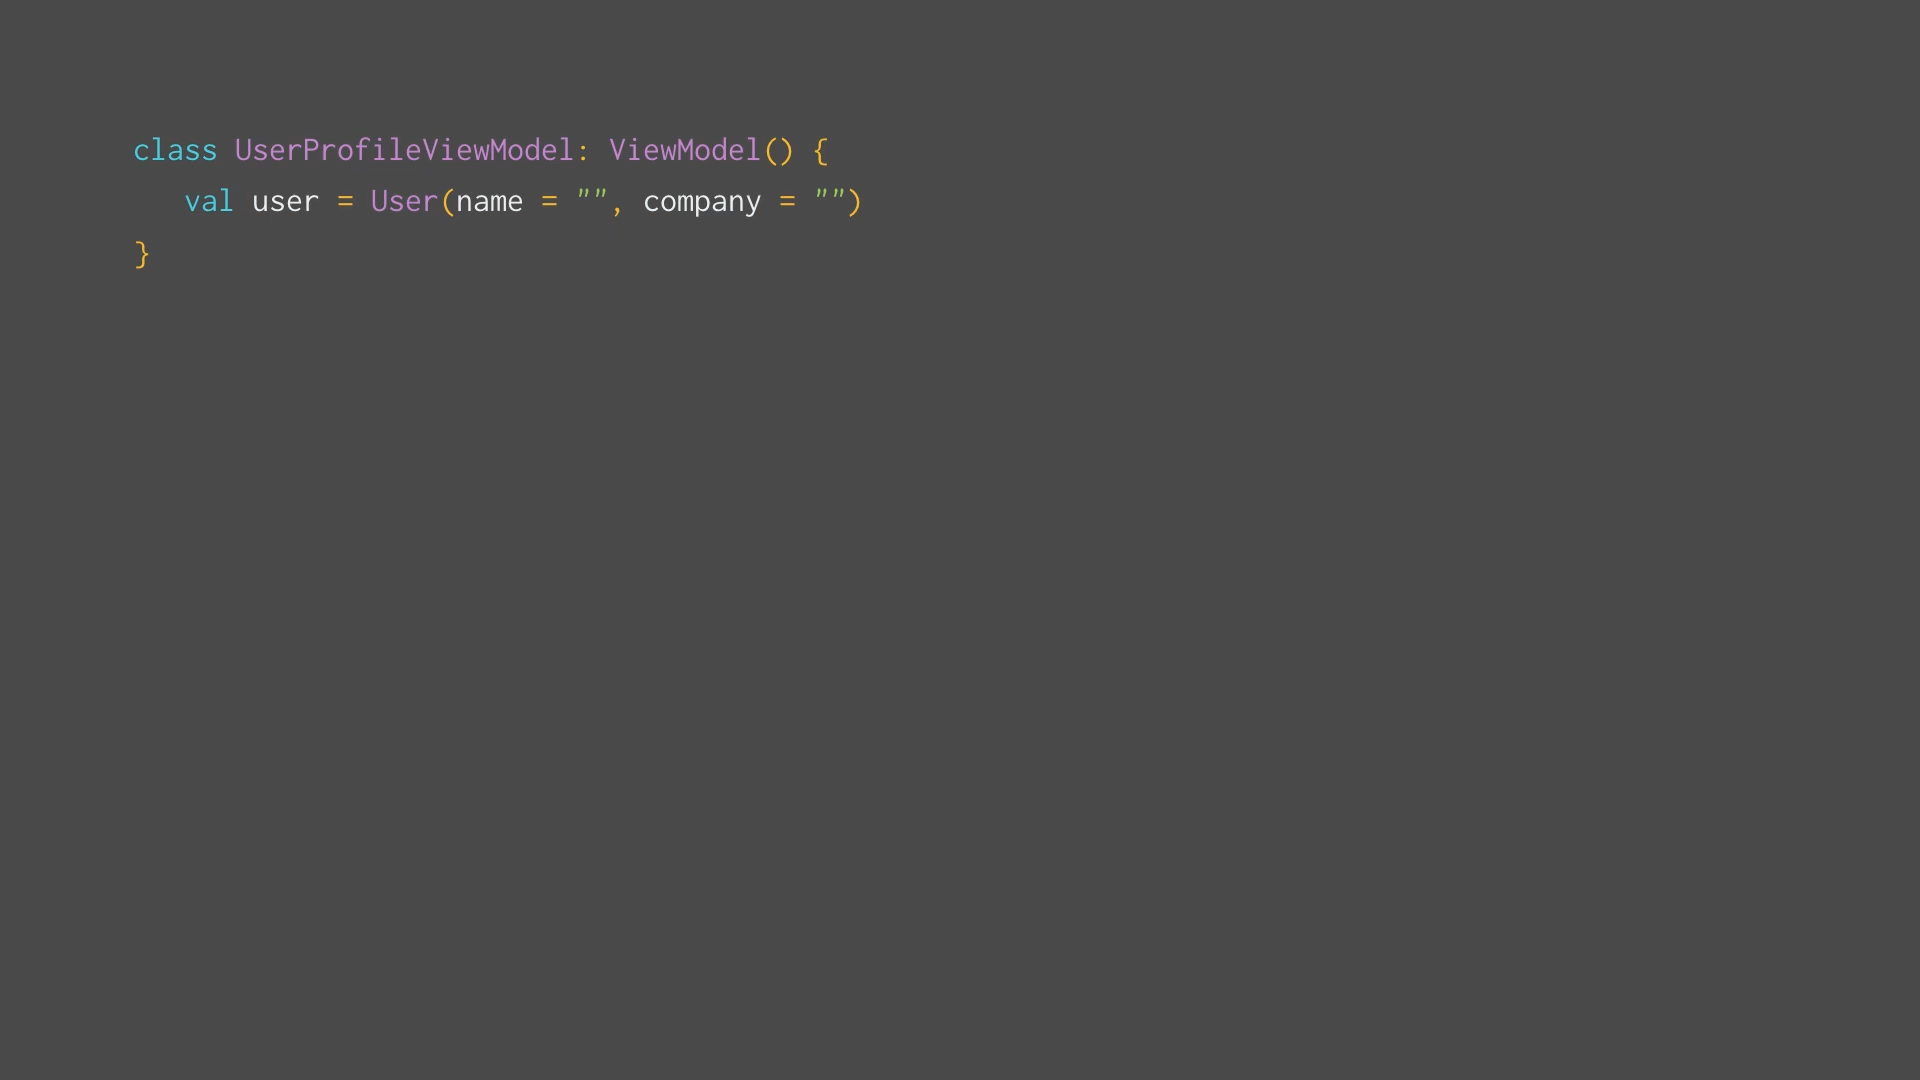 class UserProfileViewModel: ViewModel() {
   val user = User(name = "", company = "")
}